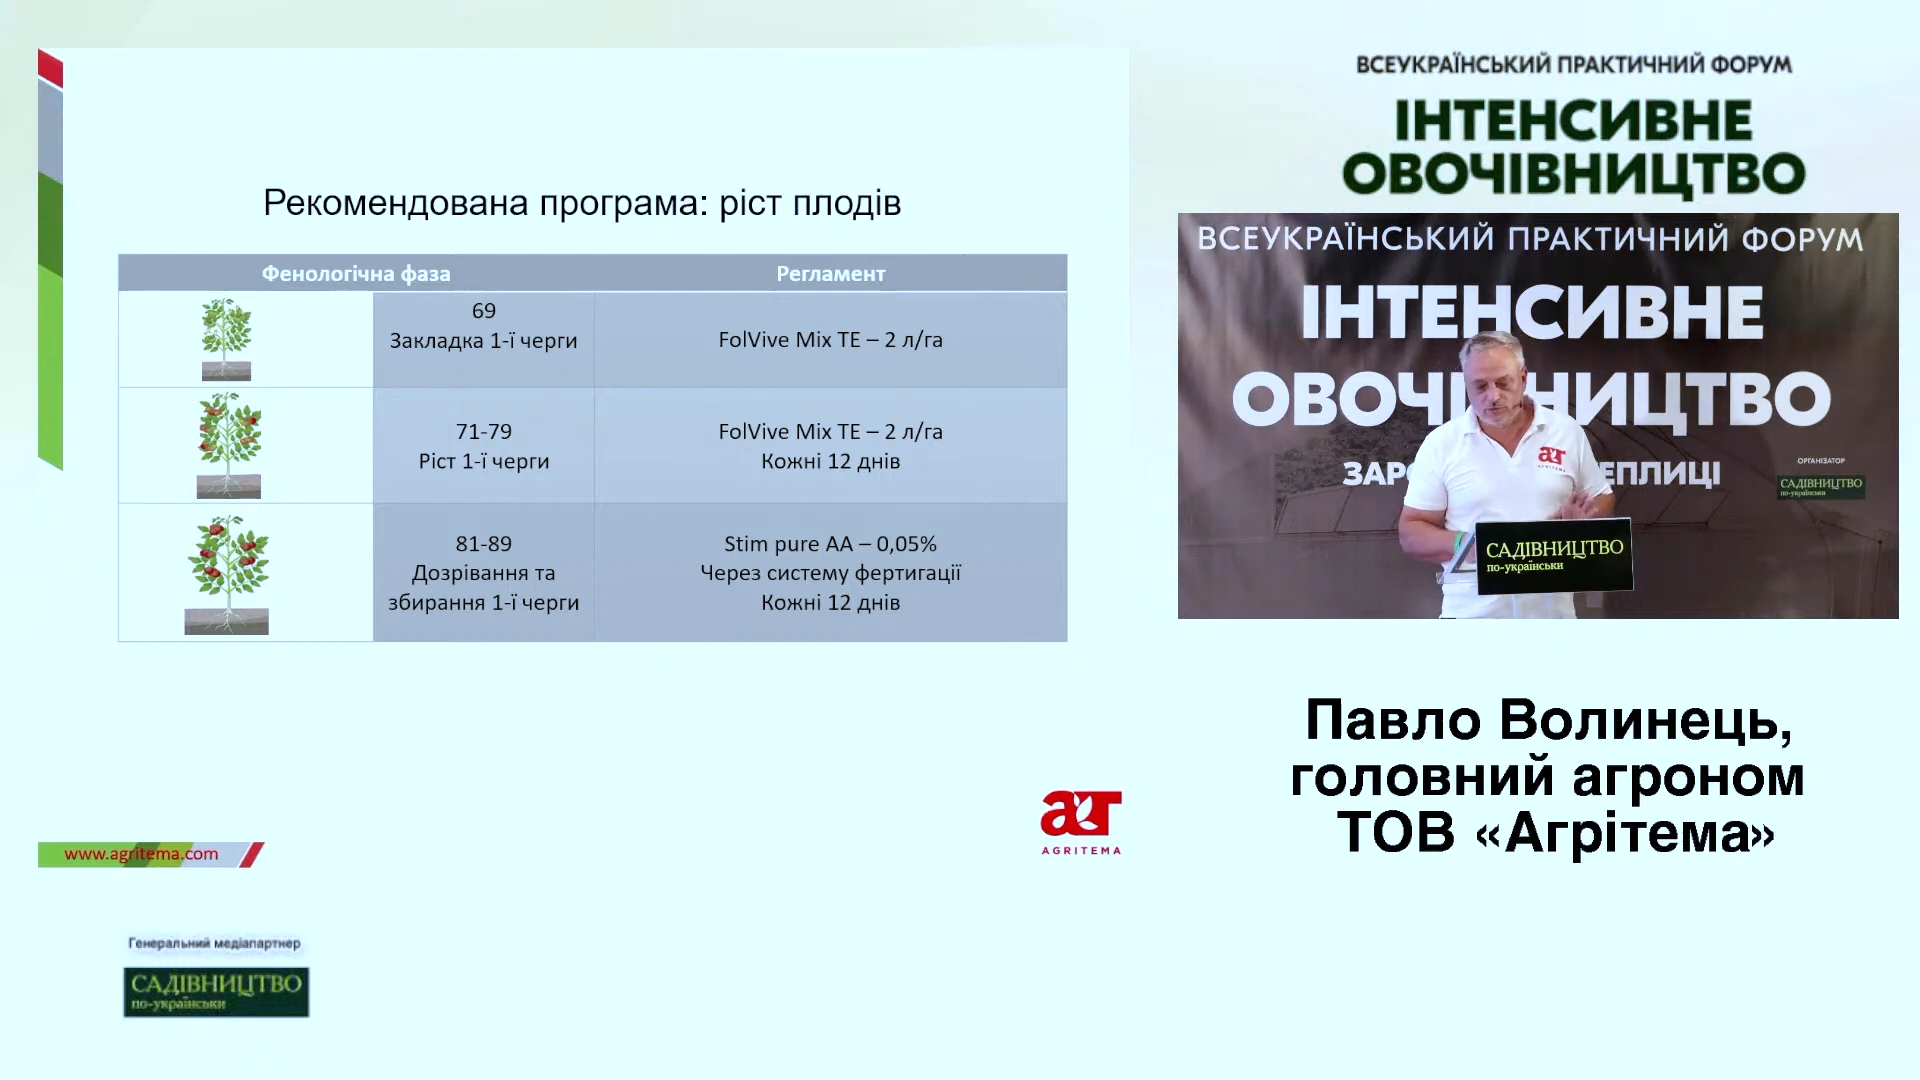 Рекомендована програма: ріст плодів
Фенологічна фаза
Регламент
69
Закладка 1-ї черги
FolVive Mix TE – 2 л/га
71-79
Ріст 1-ї черги
FolVive Mix TE – 2 л/га
Кожні 12 днів
81-89
Дозрівання та
збирання 1-ї черги
Stim pure AA – 0,05%
Через систему фертигації
Кожні 12 днів
www.agritema.com
ат
AGRITEMA
Генеральний медіапартнер
САДІВНИЦТВО
по-українськи
ВСЕУКРАЇНСЬКИЙ ПРАКТИЧНИЙ ФОРУМ
ІНТЕНСИВНЕ
ОВОЧІВНИЦТВО
ВСЕУКРАЇНСЬКИЙ ПРАКТИЧНИЙ ФОРУМ
ІНТЕНСИВНЕ
ОВОЧІВНИЦТВО
ЕПЛИЦІ
ОРГАНІЗАТОР
САДІВНИЦТВО
по-українськи
ат
САДІВНИЦТВО
по-українськи
Павло Волинець,
головний агроном
ТОВ «Агрітема»